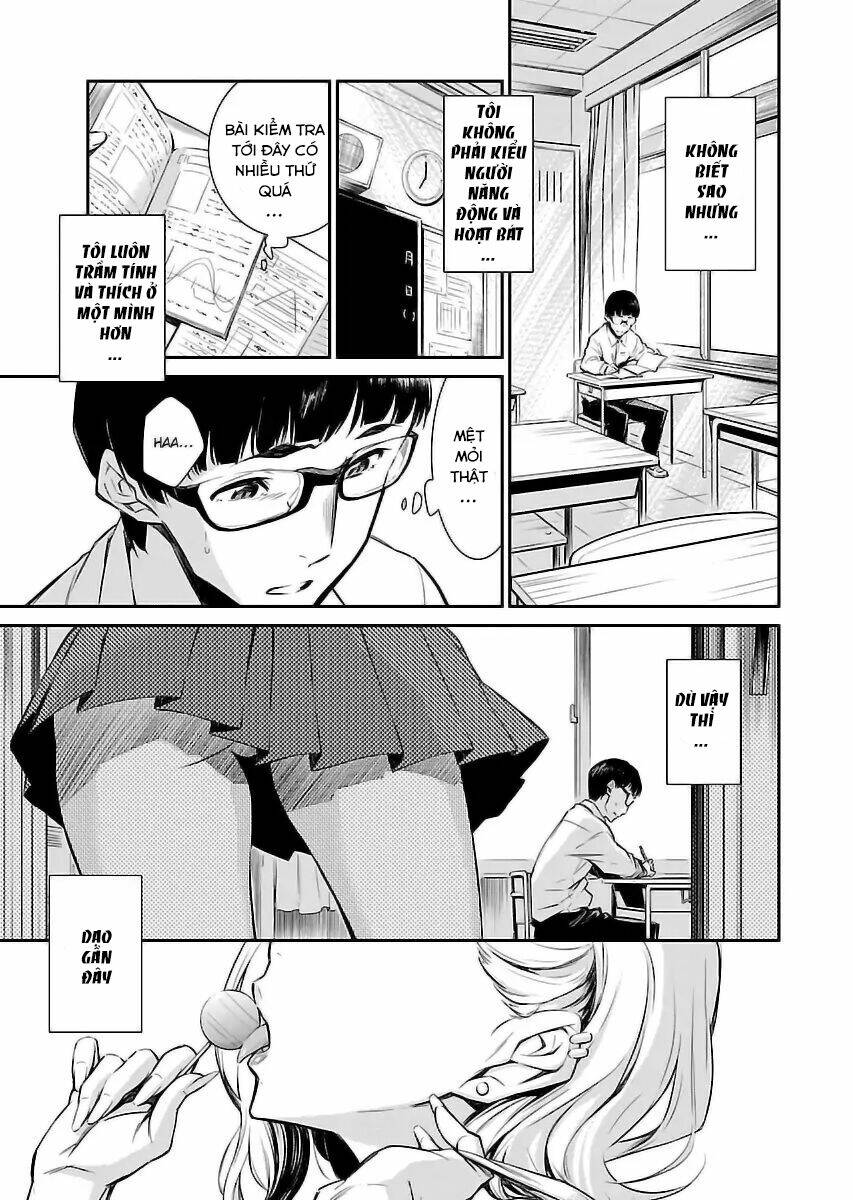 KHÔNG
BIẾT
SAO
NHƯNG
...
TÔI
KHÔNG
PHẢI KIỂU
NGƯỜI
NĂNG
ĐỘNG VÀ
HOẠT BÁT
...
月
日
( )
BÀI KIỂM TRA
TỚI ĐÂY CÓ
NHIỀU THỨ
QUÁ
...
TÔI LUÔN
TRẦM TÍNH
VÀ THÍCH Ở
MỘT MÌNH
HƠN
...
MỆT
MỎI
THẬT
...
HAA...
DÙ VẬY
THÌ
...
DẠO
GẦN
ĐÂY